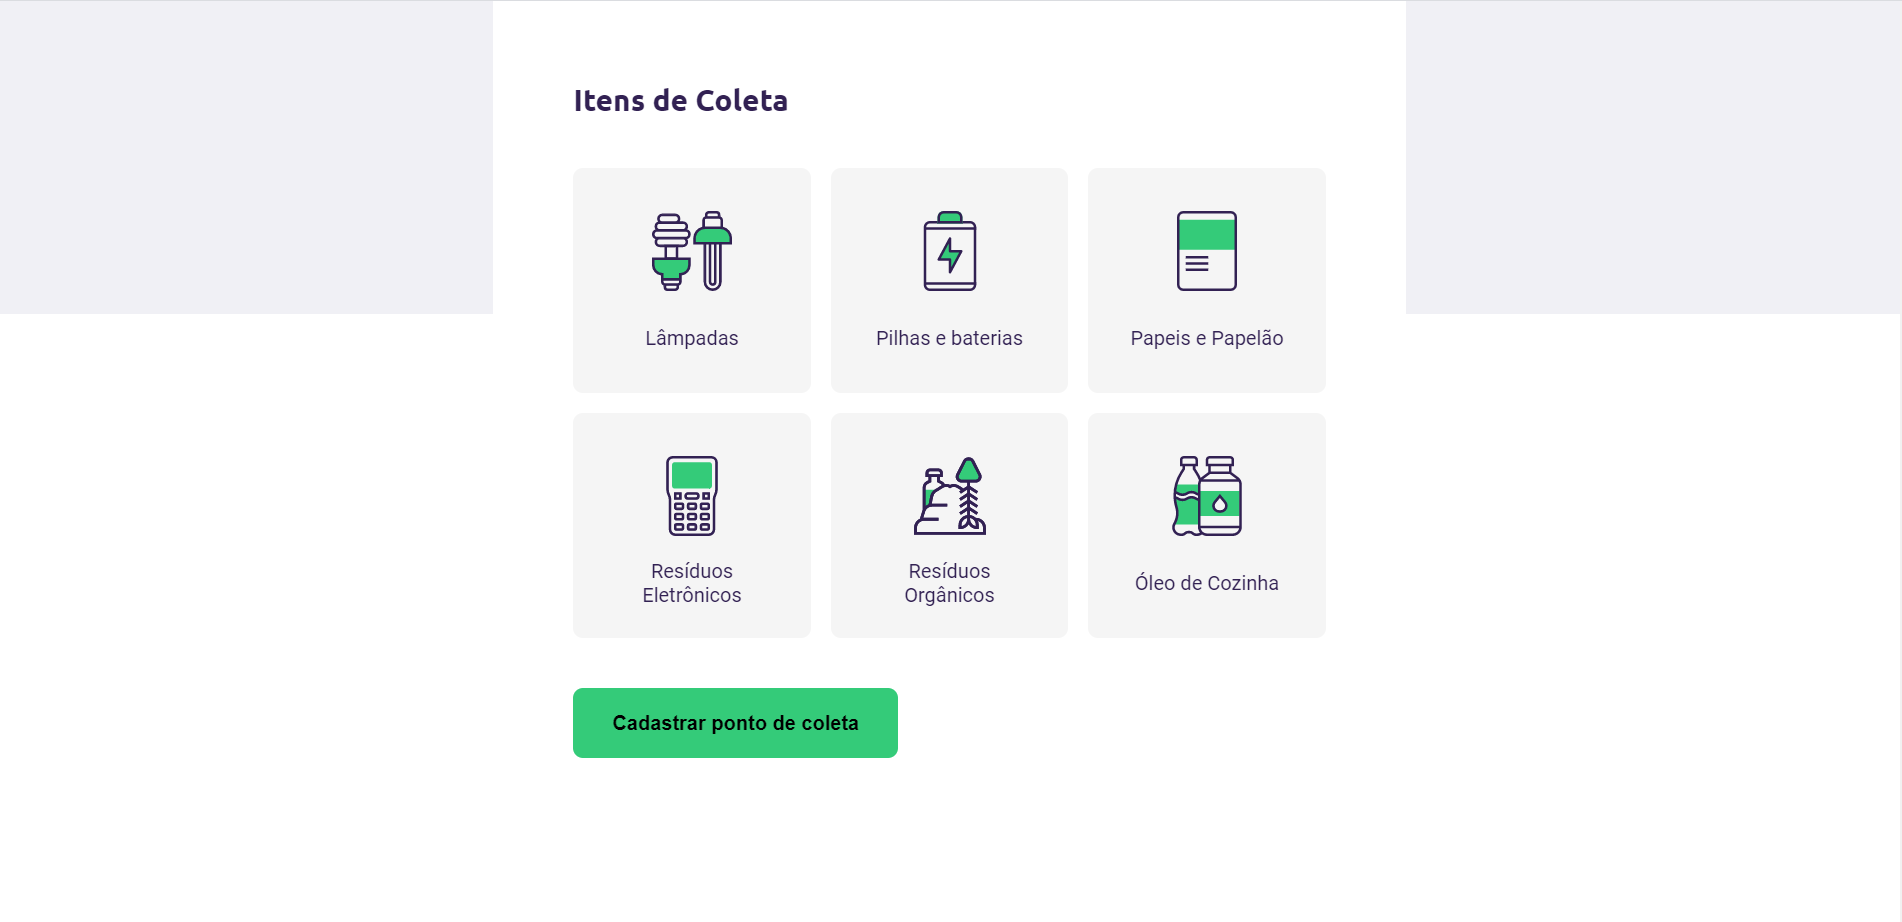 Itens de Coleta
Lâmpadas
Pilhas e baterias
Papeis e Papelão
Resíduos
Eletrônicos
Resíduos
Orgânicos
Óleo de Cozinha
Cadastrar ponto de coleta